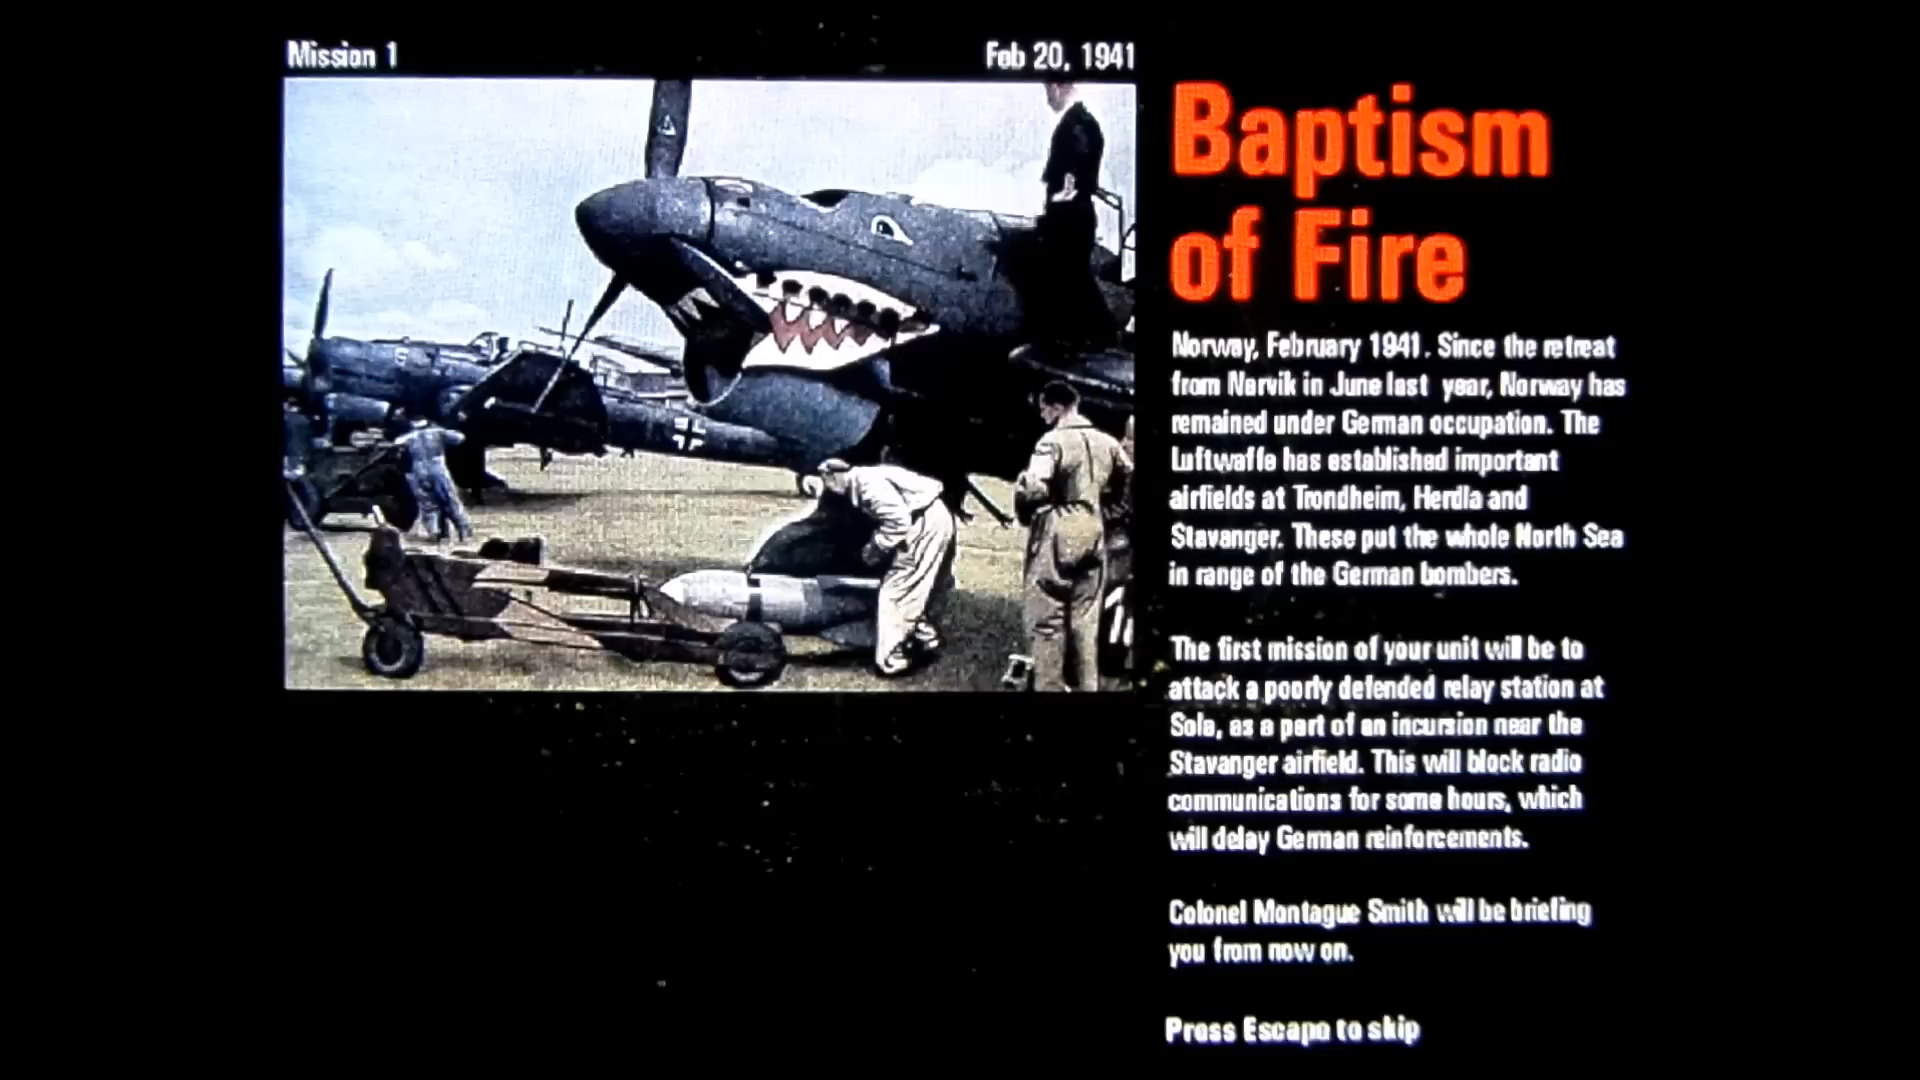 Mission 1
Feb 20, 1941
Baptism
of Fire
Norway, February 1941. Since the retreat
from Narvik in June last year, Norway has
remained under German occupation. The
Luftwaffe has established important
airfields at Trondheim, Herdla and
Stavanger. These put the whole North Sea
in range of the German bombers.
The first mission of your unit will be to
attack a poorly defended relay station at
Sola, as a part of an incursion near the
Stavanger airfield. This will block radio
communications for some hours, which
will delay German reinforcements.
Colonel Montague Smith will be briefing
you from now on.
Press Escape to skip